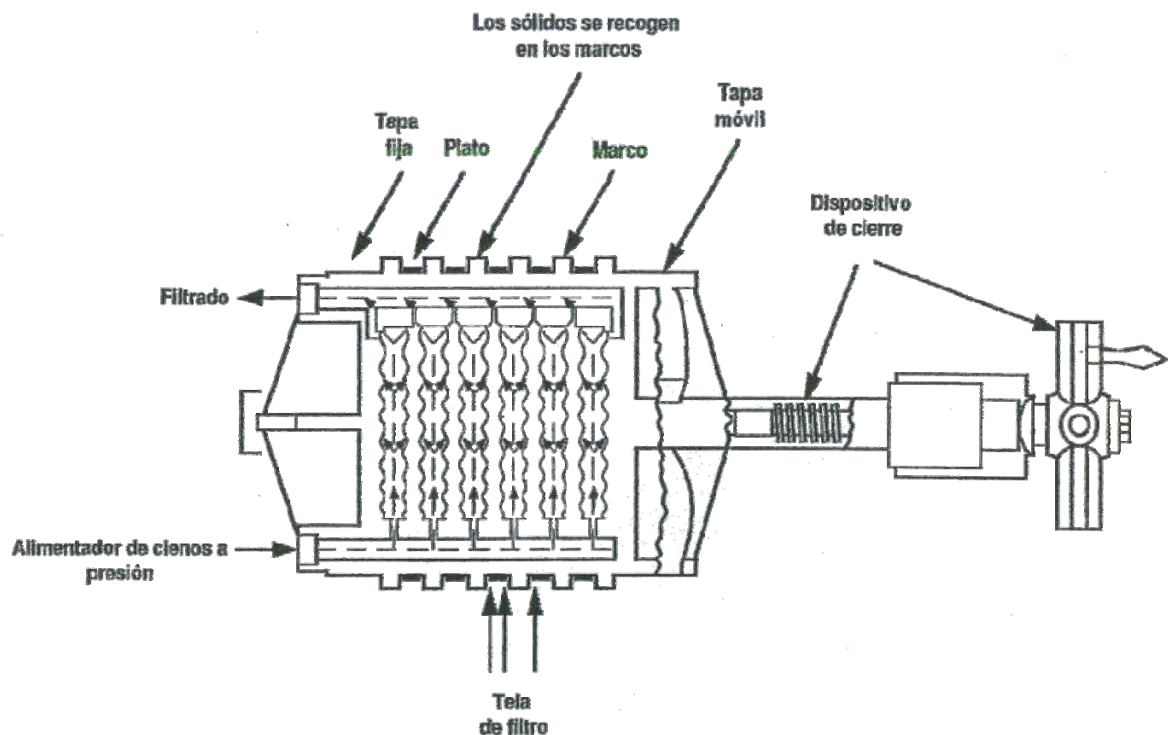 Los sólidos se recogen
en los marcos
Tapa
móvil
Tapa
fija
Plato
Marco
Dispositivo
de cierre
Filtrado
Alimentador de cienos a
presión
Tela
de filtro